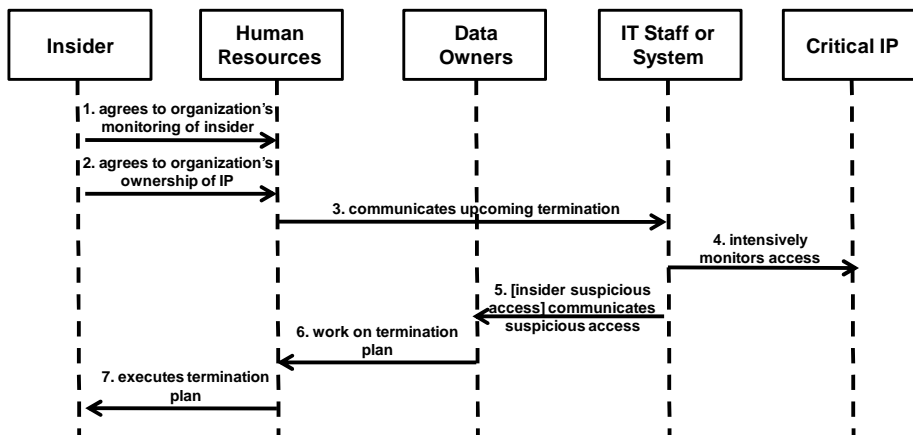 Insider
Human
Resources
Data
Owners
IT Staff or
System
Critical IP
1. agrees to organization’s
monitoring of insider
2. agrees to organization’s
ownership of IP
3. communicates upcoming termination
4. intensively
monitors access
5. [insider suspicious
access] communicates
suspicious access
6. work on termination
plan
7. executes termination
plan